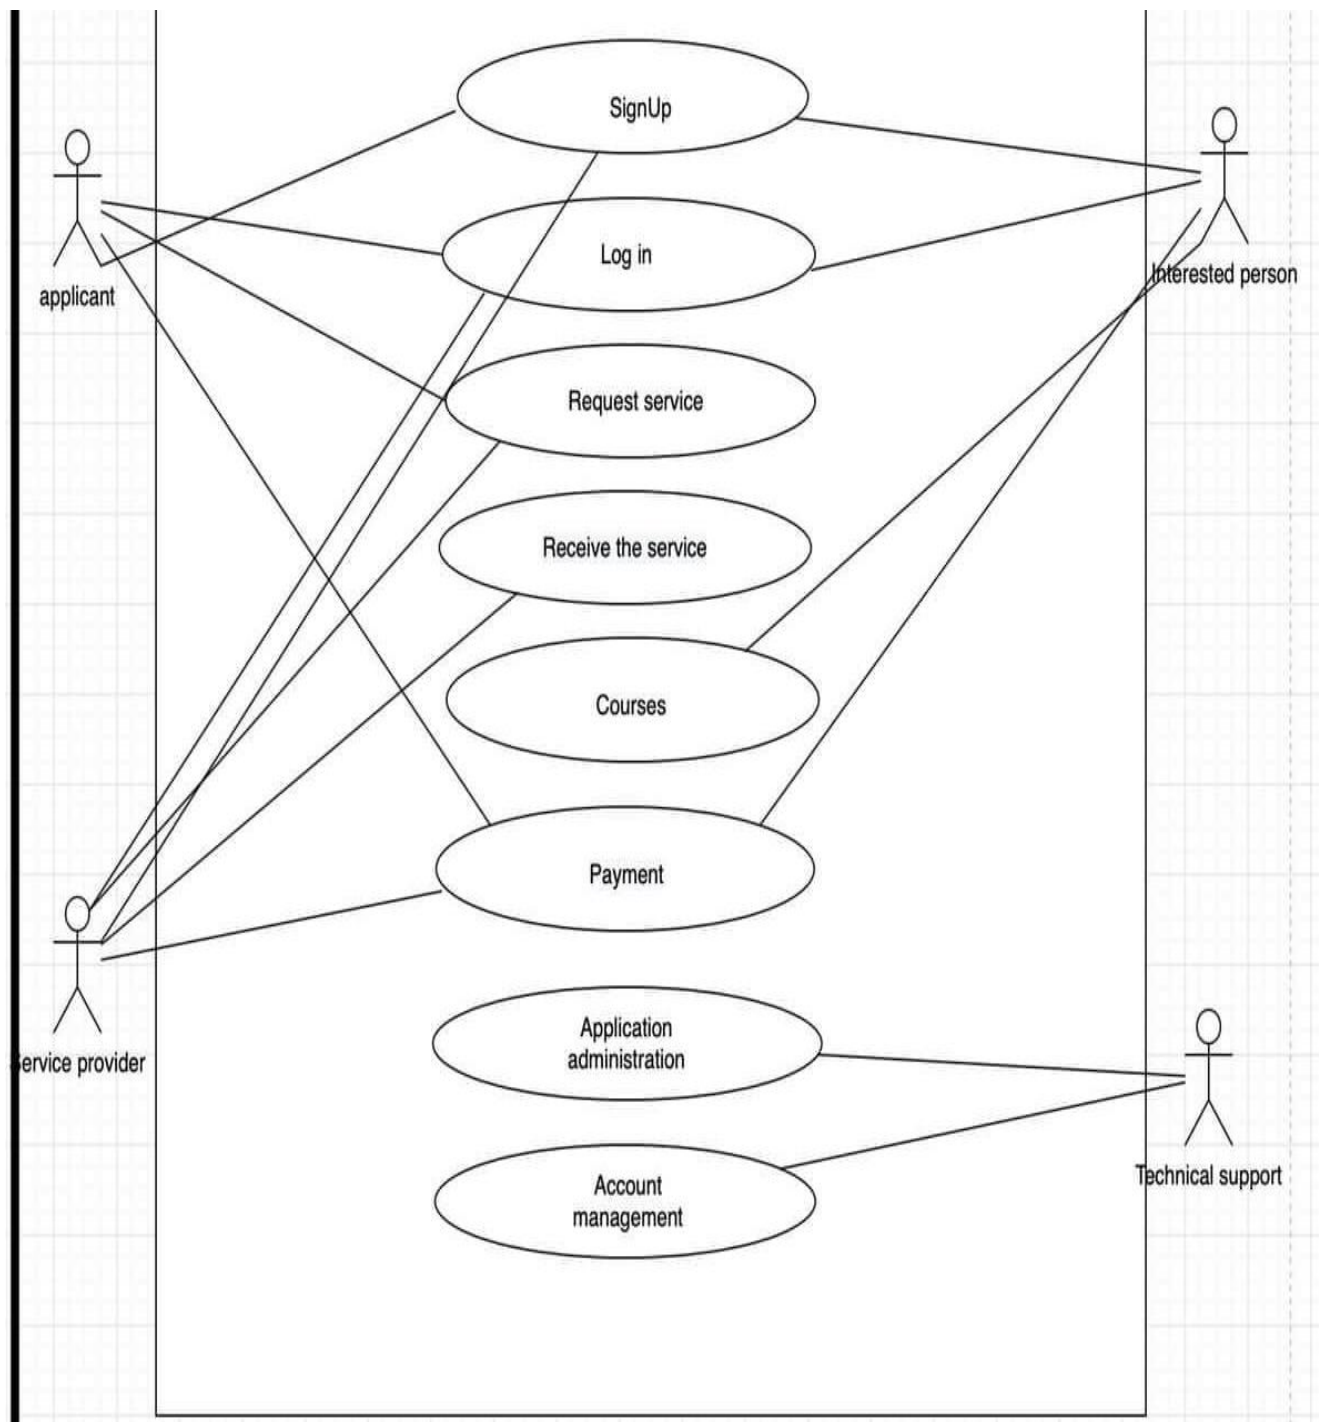 SignUp
Log in
applicant
Interested person
Request service
Receive the service
Courses
Payment
Application
administration
Service provider
Technical support
Account
management